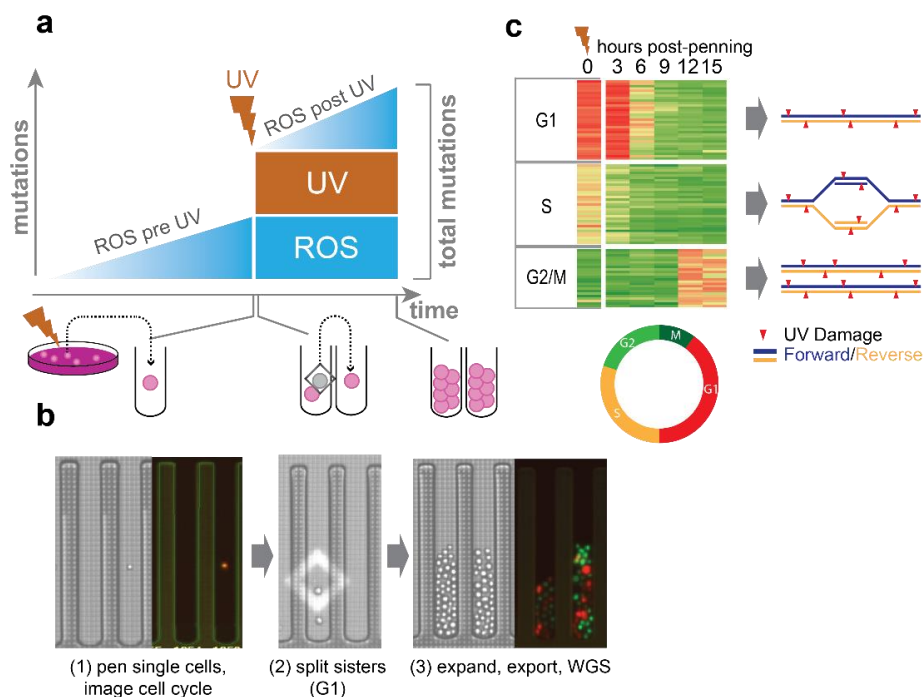 a
UV
ROS post UV
mutations
UV
ROS pre UV
ROS
total mutations
time
b
(1) pen single cells,
image cell cycle
(2) split sisters
(G1)
(3) expand, export, WGS
c
hours post-penning
0 3 6 9 12 15
G1
S
G2/M
UV Damage
Forward/Reverse
M
G2
G1
S